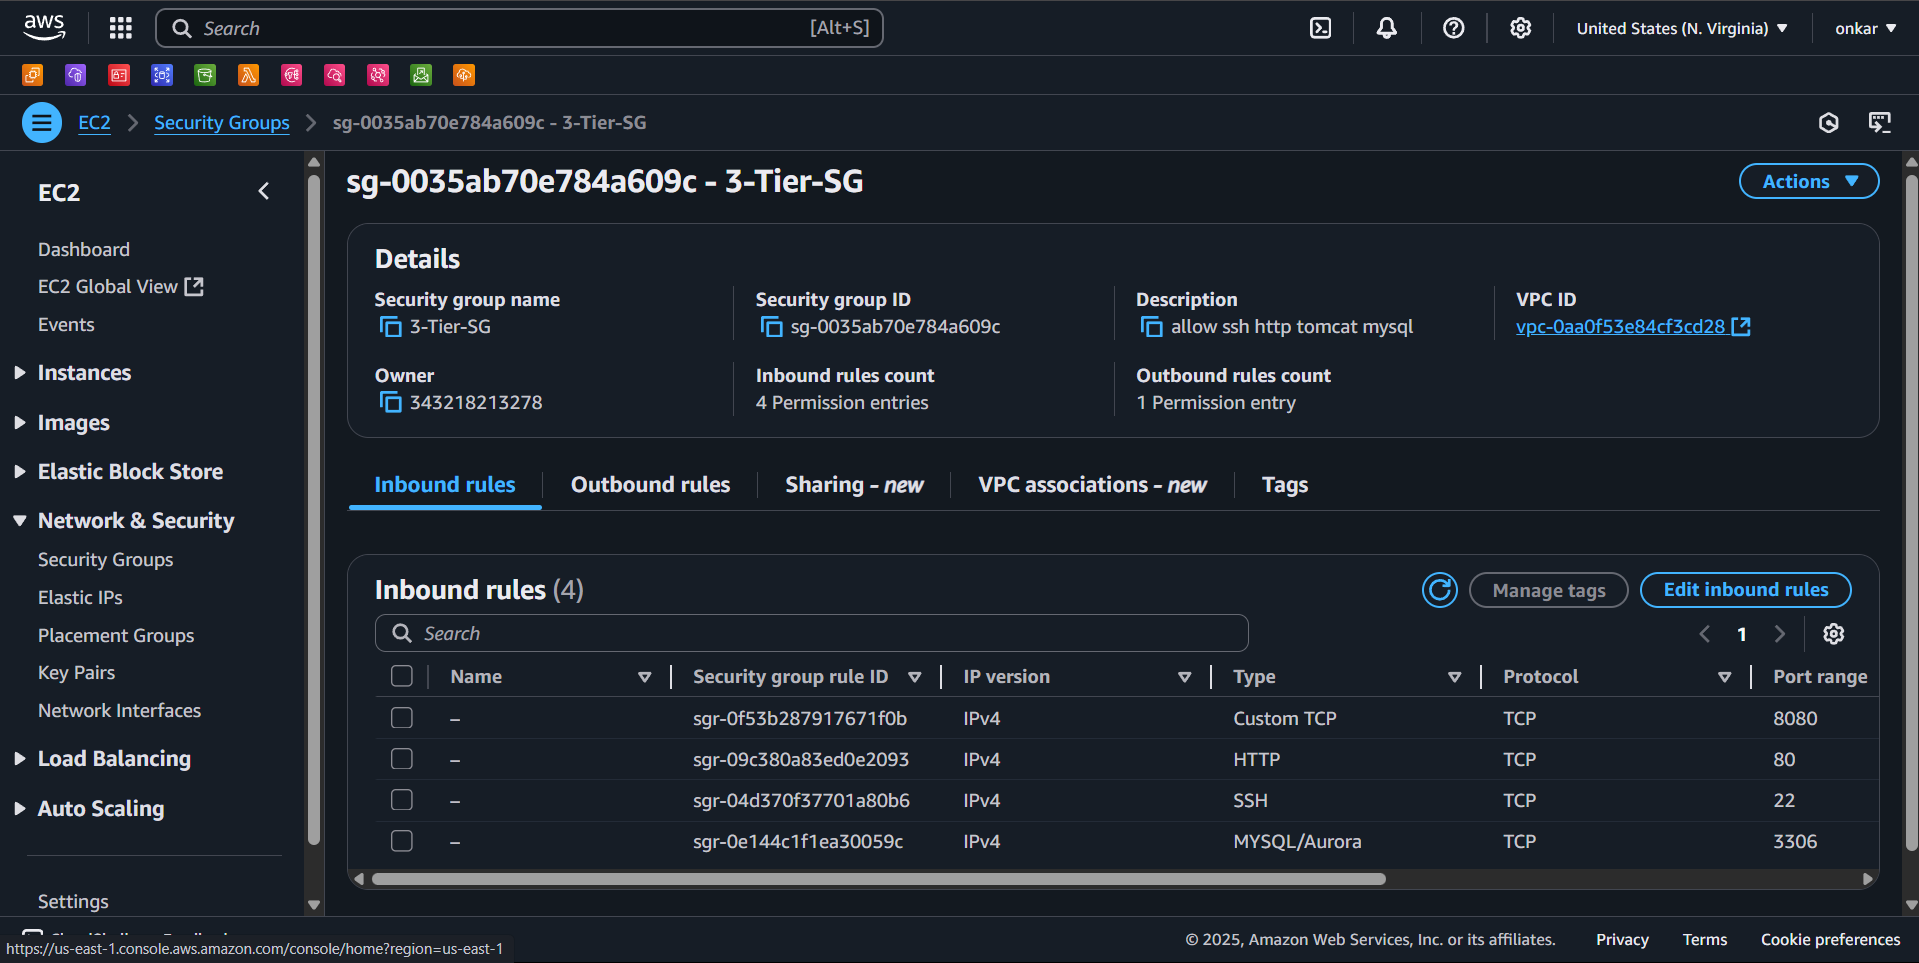 aws
Search [Alt+S]
United States (N. Virginia)
onkar
EC2
Security Groups
sg-0035ab70e784a609c - 3-Tier-SG
EC2
Dashboard
EC2 Global View
Events
Instances
Images
Elastic Block Store
Network & Security
Security Groups
Elastic IPs
Placement Groups
Key Pairs
Network Interfaces
Load Balancing
Auto Scaling
Settings
sg-0035ab70e784a609c - 3-Tier-SG
Actions
Details
Security group name
3-Tier-SG
Security group ID
sg-0035ab70e784a609c
Description
allow ssh http tomcat mysql
VPC ID
vpc-0aa0f53e84cf3cd28
Owner
343218213278
Inbound rules count
4 Permission entries
Outbound rules count
1 Permission entry
Inbound rules
Outbound rules
Sharing - new
VPC associations - new
Tags
Inbound rules (4)
Manage tags
Edit inbound rules
Search
1
Name Security group rule ID IP version Type Protocol Port range
– sgr-0f53b287917671f0b IPv4 Custom TCP TCP 8080
– sgr-09c380a83ed0e2093 IPv4 HTTP TCP 80
– sgr-04d370f37701a80b6 IPv4 SSH TCP 22
– sgr-0e144c1f1ea30059c IPv4 MYSQL/Aurora TCP 3306
https://us-east-1.console.aws.amazon.com/console/home?region=us-east-1
© 2025, Amazon Web Services, Inc. or its affiliates.
Privacy
Terms
Cookie preferences